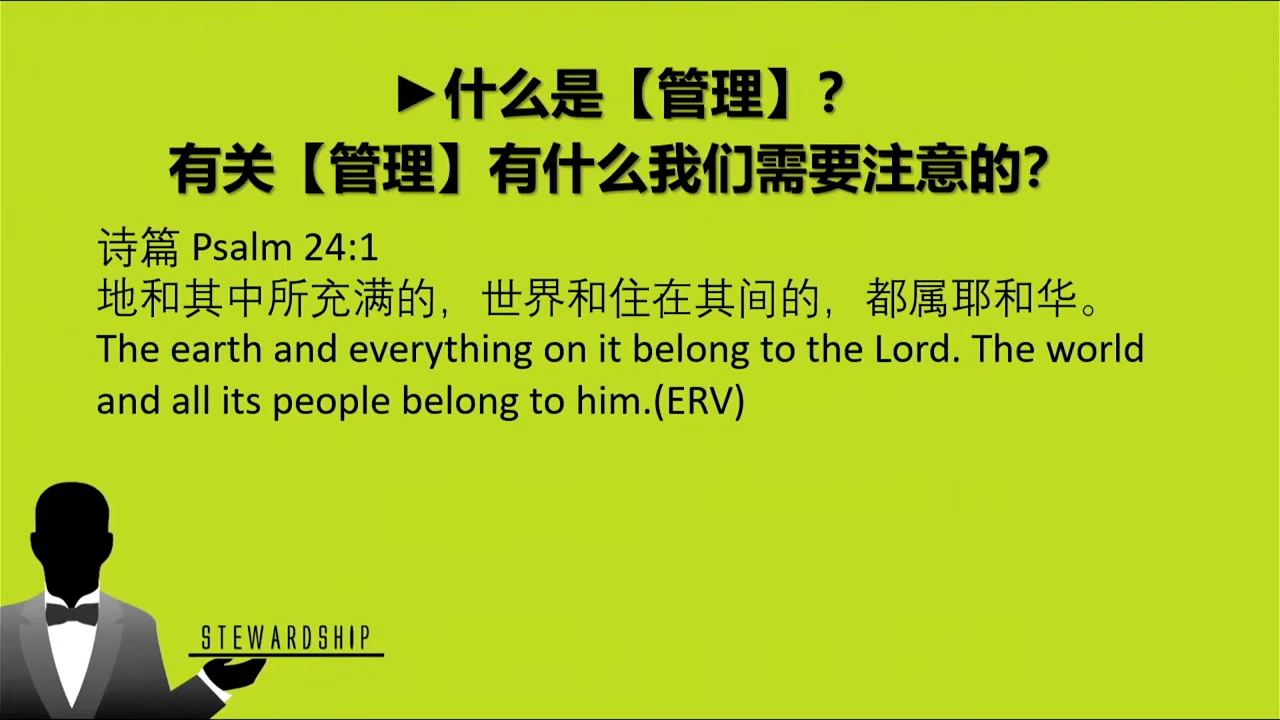 ►什么是【管理】?
有关【管理】有什么我们需要注意的?
诗篇 Psalm 24:1
地和其中所充满的，世界和住在其间的，都属耶和华。
The earth and everything on it belong to the Lord. The world
and all its people belong to him.(ERV)
STEWARDSHIP